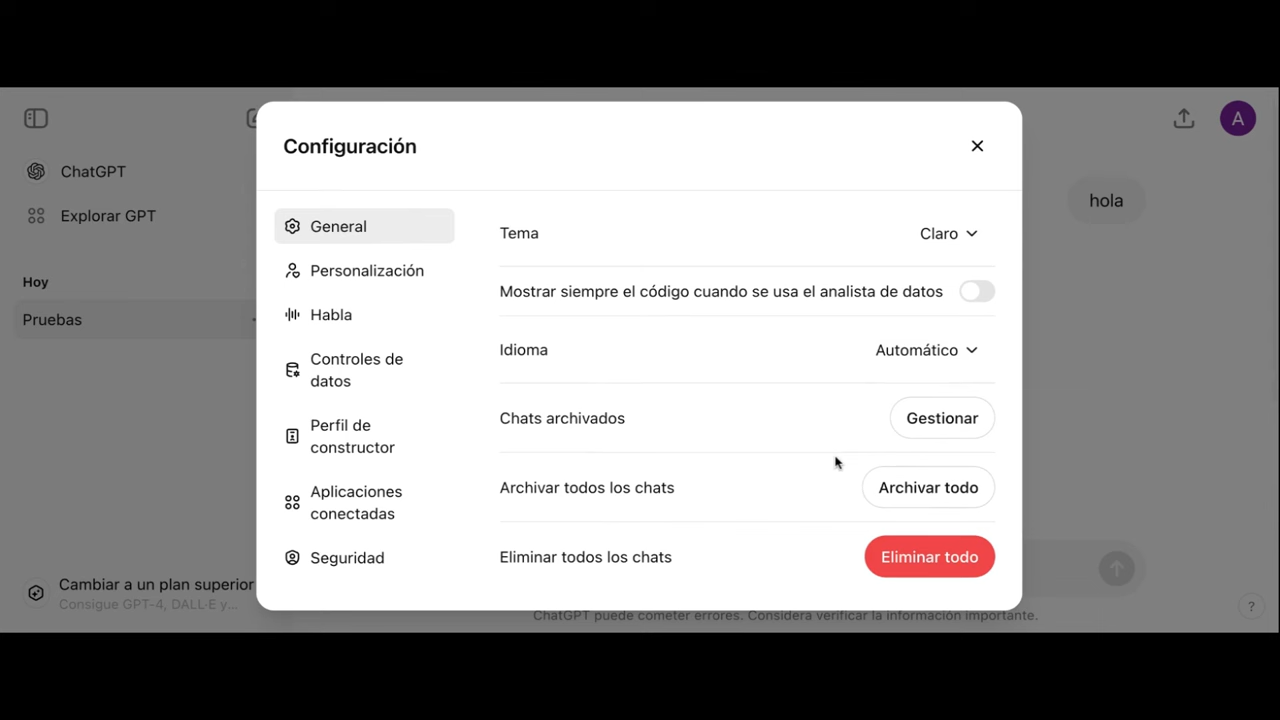 Configuración
ChatGPT
Explorar GPT
Hoy
Pruebas
Cambiar a un plan superior
Consigue GPT-4, DALL·E y...
General
Personalización
Habla
Controles de
datos
Perfil de
constructor
Aplicaciones
conectadas
Seguridad
Tema
Claro
Mostrar siempre el código cuando se usa el analista de datos
Idioma
Automático
Chats archivados
Gestionar
Archivar todos los chats
Archivar todo
Eliminar todos los chats
Eliminar todo
A
hola
ChatGPT puede cometer errores. Considera verificar la información importante.
?